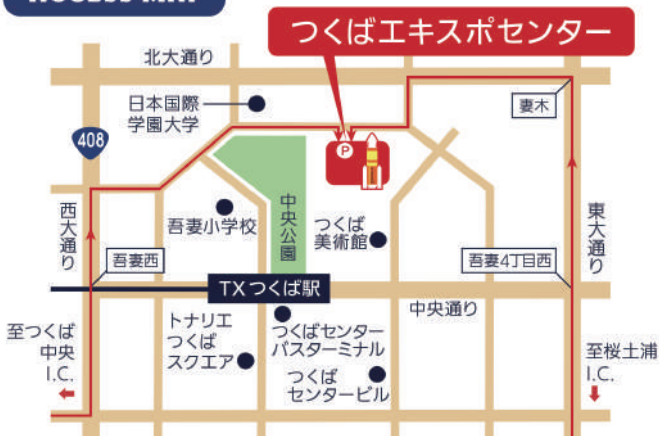 ACCESS MAP
つくばエキスポセンター
北大通り
日本国際
学園大学
妻木
408
P
西大通り
中央公園
東大通り
吾妻小学校
つくば
美術館
吾妻西
吾妻4丁目西
TXつくば駅
中央通り
トナリエ
つくば
スクエア
つくばセンター
バスターミナル
つくば
センタービル
至つくば
中央
I.C.
至桜土浦
I.C.